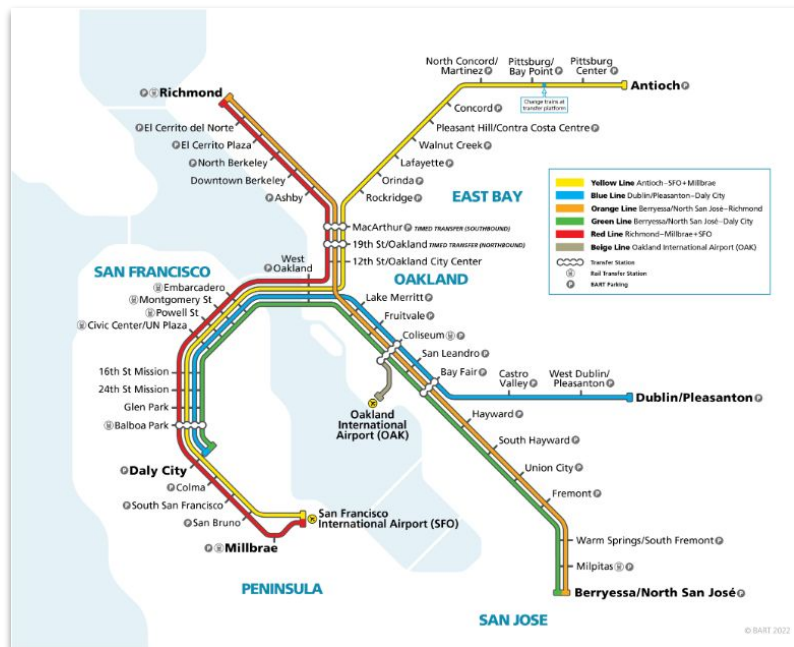 North Concord/
Martinez Ⓟ
Pittsburg/
Bay Point Ⓟ
Pittsburg
Center Ⓟ
Antioch Ⓟ
Change trains at
transfer platform
Concord Ⓟ
Pleasant Hill/Contra Costa Centre Ⓟ
Walnut Creek Ⓟ
Lafayette Ⓟ
Orinda Ⓟ
Rockridge Ⓟ
Richmond
Ⓟ El Cerrito del Norte
Ⓟ El Cerrito Plaza
Ⓟ North Berkeley
Downtown Berkeley
Ⓟ Ashby
EAST BAY
MacArthur Ⓟ TIMED TRANSFER (SOUTHBOUND)
19th St/Oakland TIMED TRANSFER (NORTHBOUND)
12th St/Oakland City Center
OAKLAND
Yellow Line Antioch–SFO+Millbrae
Blue Line Dublin/Pleasanton–Daly City
Orange Line Berryessa/North San José–Richmond
Green Line Berryessa/North San José–Daly City
Red Line Richmond–Millbrae+SFO
Beige Line Oakland International Airport (OAK)
Transfer Station
Rail Transfer Station
Ⓟ BART Parking
SAN FRANCISCO
West
Ⓟ Oakland
Embarcadero
Montgomery St
Powell St
Civic Center/UN Plaza
16th St Mission
24th St Mission
Glen Park
Balboa Park
Ⓟ Daly City
Ⓟ Colma
Ⓟ South San Francisco
Ⓟ San Bruno
Ⓟ Millbrae
San Francisco
International Airport (SFO)
PENINSULA
Lake Merritt Ⓟ
Fruitvale Ⓟ
Coliseum Ⓟ
San Leandro Ⓟ
Bay Fair Ⓟ
Oakland
International
Airport (OAK)
Castro
Valley Ⓟ
West Dublin/
Pleasanton Ⓟ
Dublin/Pleasanton Ⓟ
Hayward Ⓟ
South Hayward Ⓟ
Union City Ⓟ
Fremont Ⓟ
Warm Springs/South Fremont Ⓟ
Milpitas Ⓟ
Berryessa/North San José Ⓟ
SAN JOSE
© BART 2022